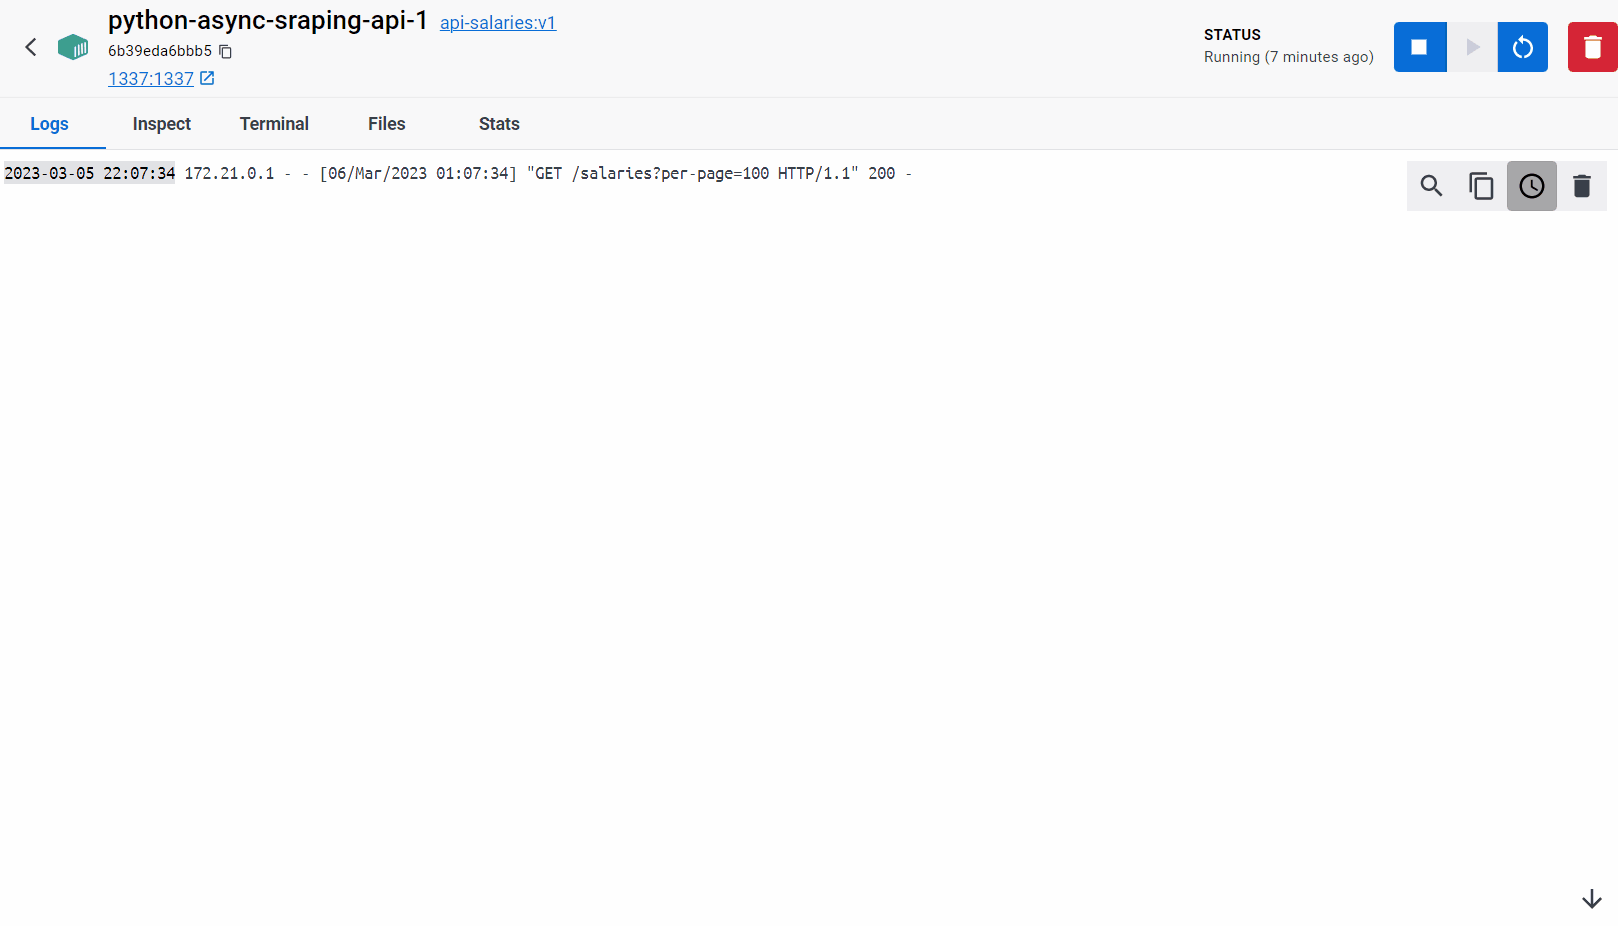 python-async-sraping-api-1 api-salaries:v1
6b39eda6bbb5
1337:1337
STATUS
Running (7 minutes ago)
Logs Inspect Terminal Files Stats
2023-03-05 22:07:34 172.21.0.1 - - [06/Mar/2023 01:07:34] "GET /salaries?per-page=100 HTTP/1.1" 200 -